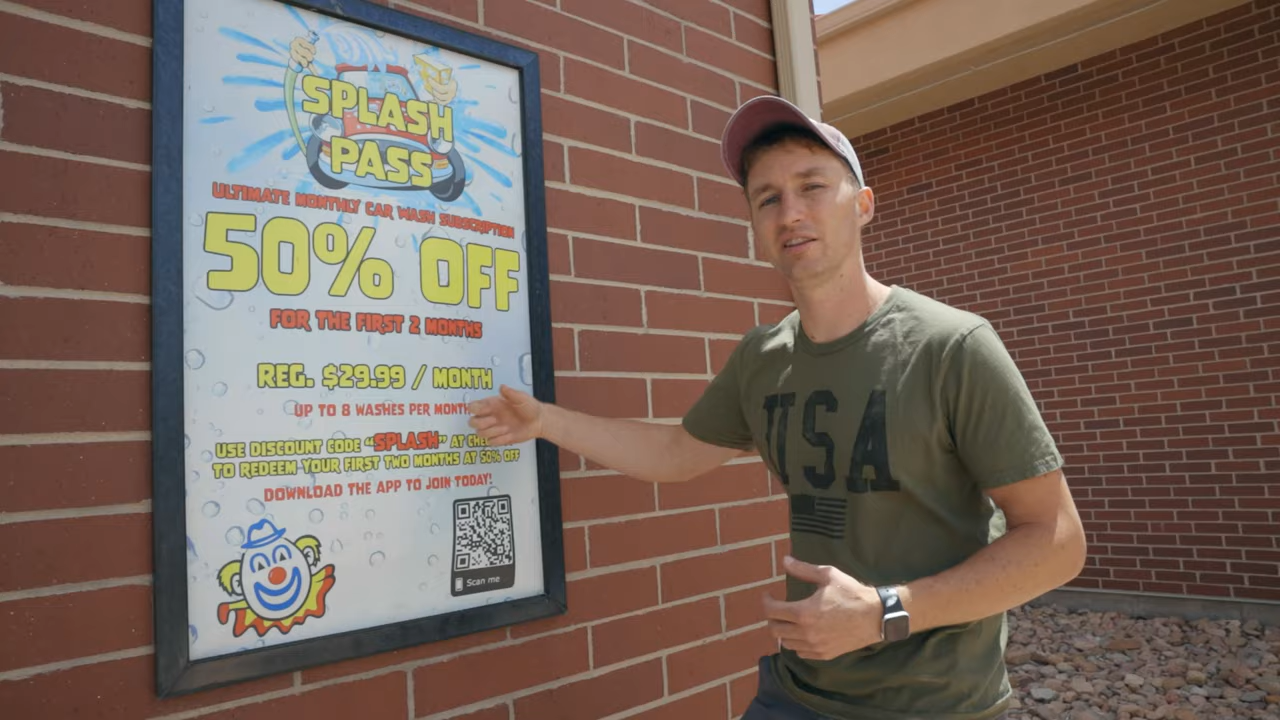 SPLASH
PASS
ULTIMATE MONTHLY CAR WASH SUBSCRIPTION
50% OFF
FOR THE FIRST 2 MONTHS
REG. $29.99 / MONTH
UP TO 8 WASHES PER MONTH
USE DISCOUNT CODE "SPLASH" AT
TO REDEEM YOUR FIRST TWO MONTHS AT 50% OFF
DOWNLOAD THE APP TO JOIN TODAY!
Scan me
USA